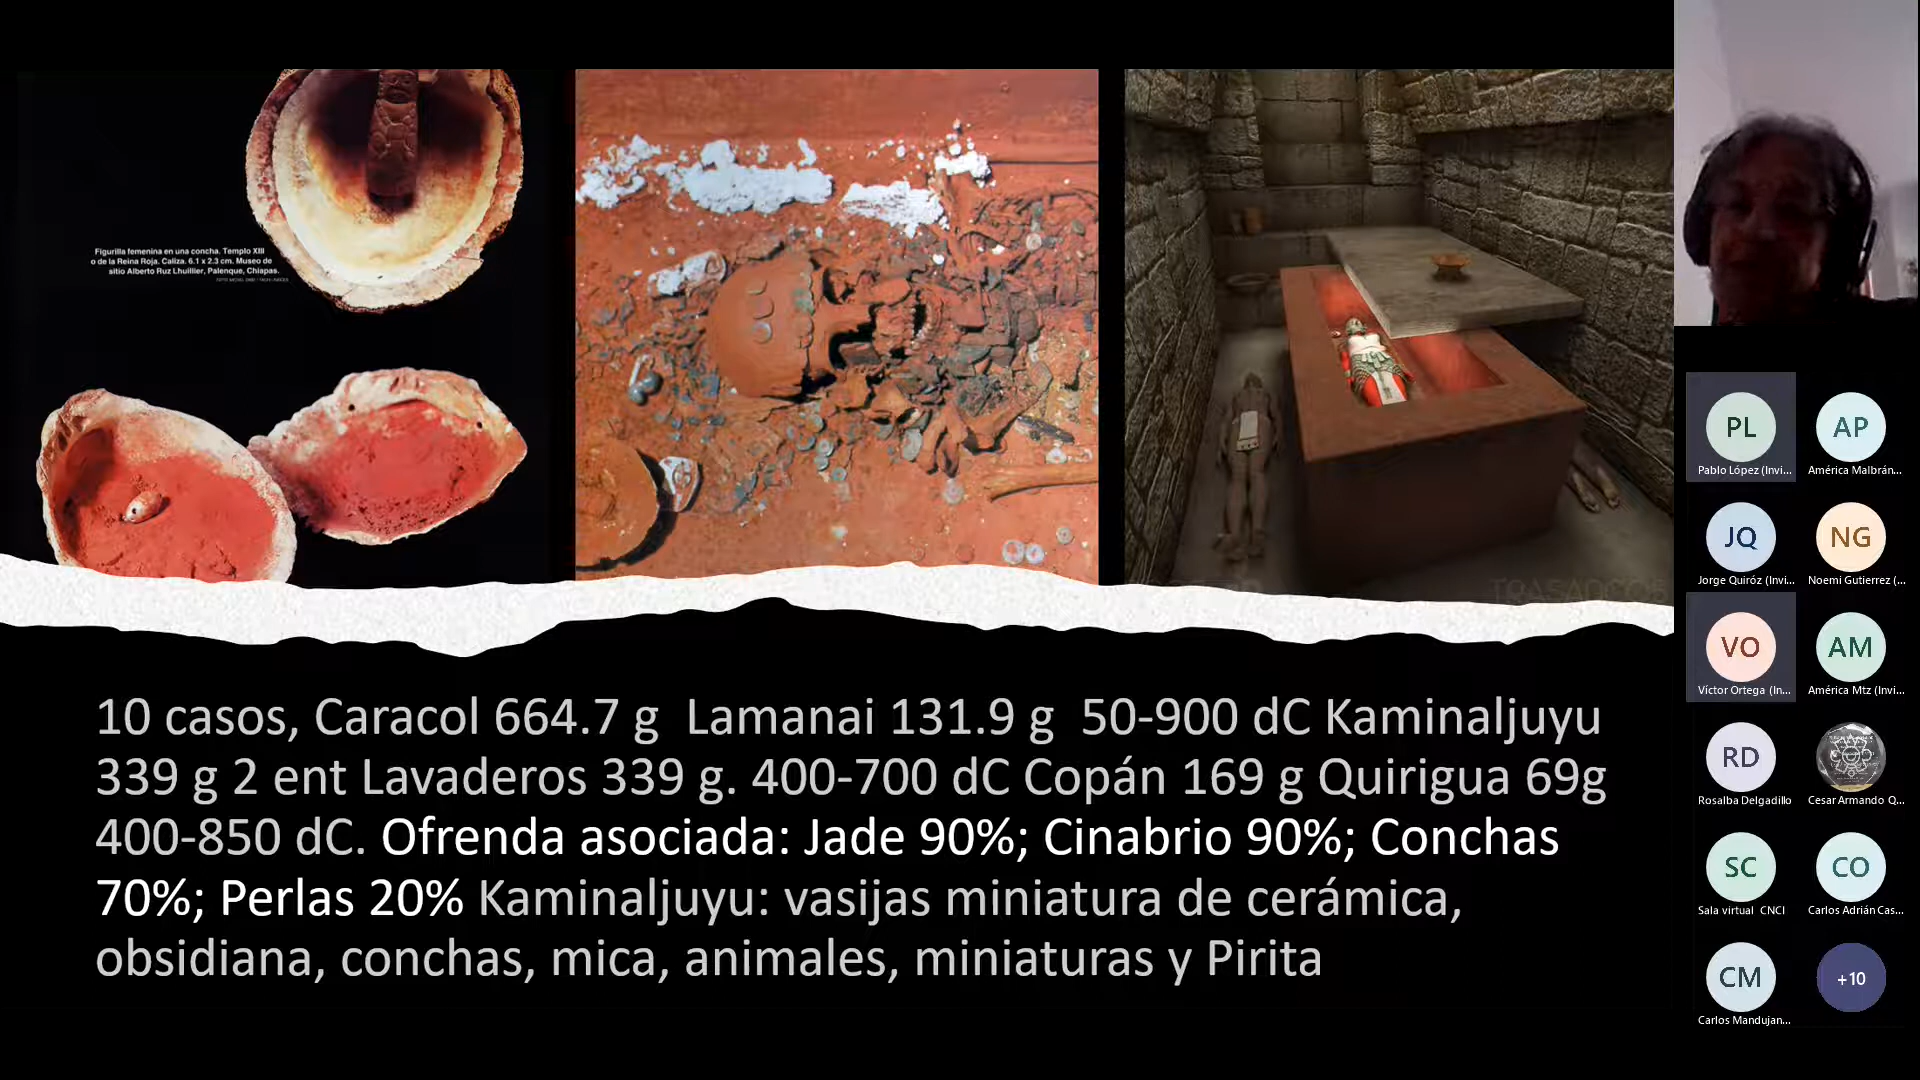 Figurilla femenina en una concha. Templo XIII
o de la Reina Roja. Caliza. 6.1 x 2.3 cm. Museo de
sitio Alberto Ruz Lhuillier, Palenque, Chiapas.
10 casos, Caracol 664.7 g  Lamanai 131.9 g  50-900 dC Kaminaljuyu
339 g 2 ent Lavaderos 339 g. 400-700 dC Copán 169 g Quirigua 69g
400-850 dC. Ofrenda asociada: Jade 90%; Cinabrio 90%; Conchas
70%; Perlas 20% Kaminaljuyu: vasijas miniatura de cerámica,
obsidiana, conchas, mica, animales, miniaturas y Pirita
PL
Pablo López (Invi...
AP
América Malbrán...
JQ
Jorge Quiróz (Invi...
NG
Noemi Gutierrez (...
VO
Víctor Ortega (In...
AM
América Mtz (Invi...
RD
Rosalba Delgadillo
Cesar Armando Q...
SC
Sala virtual CNCI
CO
Carlos Adrián Cas...
CM
Carlos Mandujan...
+10